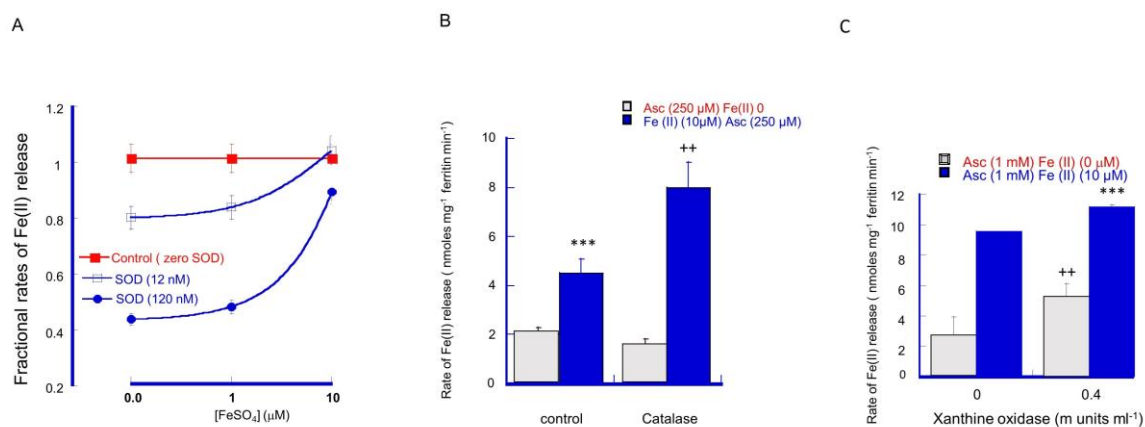 A
Fractional rates of Fe(II) release
1.2
1
0.8
0.6
0.4
0.2
Control ( zero SOD)
SOD (12 nM)
SOD (120 nM)
0.0
1
10
[FeSO₄] (μM)
B
Asc (250 μM) Fe(II) 0
Fe (II) (10μM) Asc (250 μM)
Rate of Fe(II) release ( nmoles mg⁻¹ ferritin min⁻¹)
10
8
6
4
2
0
***
++
control
Catalase
C
Asc (1 mM) Fe (II) (0 μM)
Asc (1 mM) Fe (II) (10 μM)
Rate of Fe(II) release ( nmoles mg⁻¹ ferritin min⁻¹)
12
10
8
6
4
2
0
++
***
0
0.4
Xanthine oxidase (m units ml⁻¹)